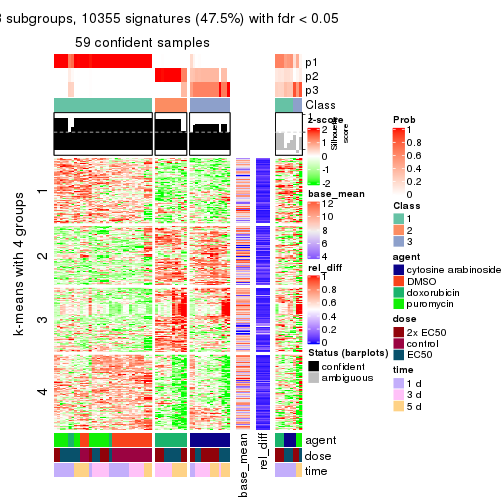 3 subgroups, 10355 signatures (47.5%) with fdr < 0.05
59 confident samples
p1
p2
p3
Class
1
Silhouette
score
z-score
2
1
0
-1
-2
base_mean
12
10
8
6
4
rel_diff
1
0.8
0.6
0.4
0.2
0
Status (barplots)
confident
ambiguous
Prob
1
0.8
0.6
0.4
0.2
0
Class
1
2
3
agent
cytosine arabinoside
DMSO
doxorubicin
puromycin
dose
2x EC50
control
EC50
time
1 d
3 d
5 d
k-means with 4 groups
1
2
3
4
agent
dose
time
base_mean
rel_diff